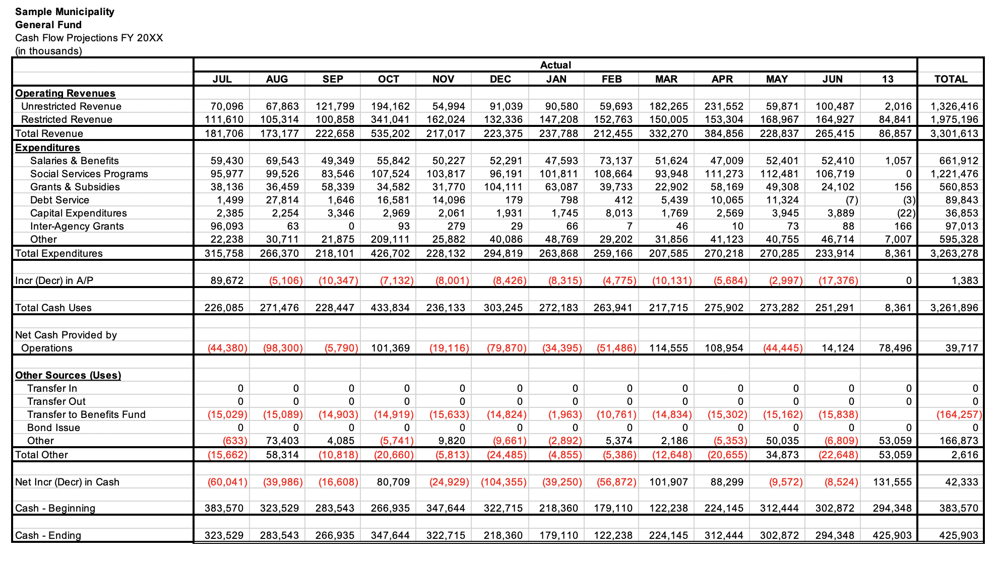 Sample Municipality
General Fund
Cash Flow Projections FY 20XX
(in thousands)
Actual
JUL AUG SEP OCT NOV DEC JAN FEB MAR APR MAY JUN 13 TOTAL
Operating Revenues
Unrestricted Revenue 70,096 67,863 121,799 194,162 54,994 91,039 90,580 59,693 182,265 231,552 59,871 100,487 2,016 1,326,416
Restricted Revenue 111,610 105,314 100,858 341,041 162,024 132,336 147,208 152,763 150,005 153,304 168,967 164,927 84,841 1,975,196
Total Revenue 181,706 173,177 222,658 535,202 217,017 223,375 237,788 212,455 332,270 384,856 228,837 265,415 86,857 3,301,613
Expenditures
Salaries & Benefits 59,430 69,543 49,349 55,842 50,227 52,291 47,593 73,137 51,624 47,009 52,401 52,410 1,057 661,912
Social Services Programs 95,977 99,526 83,546 107,524 103,817 96,191 101,811 108,664 93,948 111,273 112,481 106,719 0 1,221,476
Grants & Subsidies 38,136 36,459 58,339 34,582 31,770 104,111 63,087 39,733 22,902 58,169 49,308 24,102 156 560,853
Debt Service 1,499 27,814 1,646 16,581 14,096 179 798 412 5,439 10,065 11,324 (7) (3) 89,843
Capital Expenditures 2,385 2,254 3,346 2,969 2,061 1,931 1,745 8,013 1,769 2,569 3,945 3,889 (22) 36,853
Inter-Agency Grants 96,093 63 0 93 279 29 66 7 46 10 73 88 166 97,013
Other 22,238 30,711 21,875 209,111 25,882 40,086 48,769 29,202 31,856 41,123 40,755 46,714 7,007 595,328
Total Expenditures 315,758 266,370 218,101 426,702 228,132 294,819 263,868 259,166 207,585 270,218 270,285 233,914 8,361 3,263,278
Incr (Decr) in A/P 89,672 (5,106) (10,347) (7,132) (8,001) (8,426) (8,315) (4,775) (10,131) (5,684) (2,997) (17,376) 0 1,383
Total Cash Uses 226,085 271,476 228,447 433,834 236,133 303,245 272,183 263,941 217,715 275,902 273,282 251,291 8,361 3,261,896
Net Cash Provided by
Operations (44,380) (98,300) (5,790) 101,369 (19,116) (79,870) (34,395) (51,486) 114,555 108,954 (44,445) 14,124 78,496 39,717
Other Sources (Uses)
Transfer In 0 0 0 0 0 0 0 0 0 0 0 0 0 0
Transfer Out 0 0 0 0 0 0 0 0 0 0 0 0 0 0
Transfer to Benefits Fund (15,029) (15,089) (14,903) (14,919) (15,633) (14,824) (1,963) (10,761) (14,834) (15,302) (15,162) (15,838) (164,257)
Bond Issue 0 0 0 0 0 0 0 0 0 0 0 0 0 0
Other (633) 73,403 4,085 (5,741) 9,820 (9,661) (2,892) 5,374 2,186 (5,353) 50,035 (6,809) 53,059 166,873
Total Other (15,662) 58,314 (10,818) (20,660) (5,813) (24,485) (4,855) (5,386) (12,648) (20,655) 34,873 (22,648) 53,059 2,616
Net Incr (Decr) in Cash (60,041) (39,986) (16,608) 80,709 (24,929) (104,355) (39,250) (56,872) 101,907 88,299 (9,572) (8,524) 131,555 42,333
Cash - Beginning 383,570 323,529 283,543 266,935 347,644 322,715 218,360 179,110 122,238 224,145 312,444 302,872 294,348 383,570
Cash - Ending 323,529 283,543 266,935 347,644 322,715 218,360 179,110 122,238 224,145 312,444 302,872 294,348 425,903 425,903